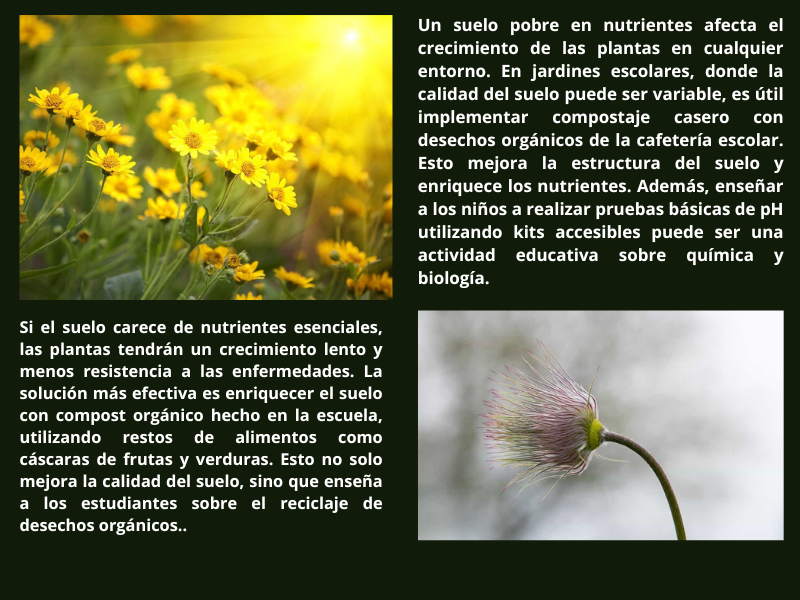 Un suelo pobre en nutrientes afecta el
crecimiento de las plantas en cualquier
entorno. En jardines escolares, donde la
calidad del suelo puede ser variable, es útil
implementar compostaje casero con
desechos orgánicos de la cafetería escolar.
Esto mejora la estructura del suelo y
enriquece los nutrientes. Además, enseñar
a los niños a realizar pruebas básicas de pH
utilizando kits accesibles puede ser una
actividad educativa sobre química y
biología.
Si el suelo carece de nutrientes esenciales,
las plantas tendrán un crecimiento lento y
menos resistencia a las enfermedades. La
solución más efectiva es enriquecer el suelo
con compost orgánico hecho en la escuela,
utilizando restos de alimentos como
cáscaras de frutas y verduras. Esto no solo
mejora la calidad del suelo, sino que enseña
a los estudiantes sobre el reciclaje de
desechos orgánicos..